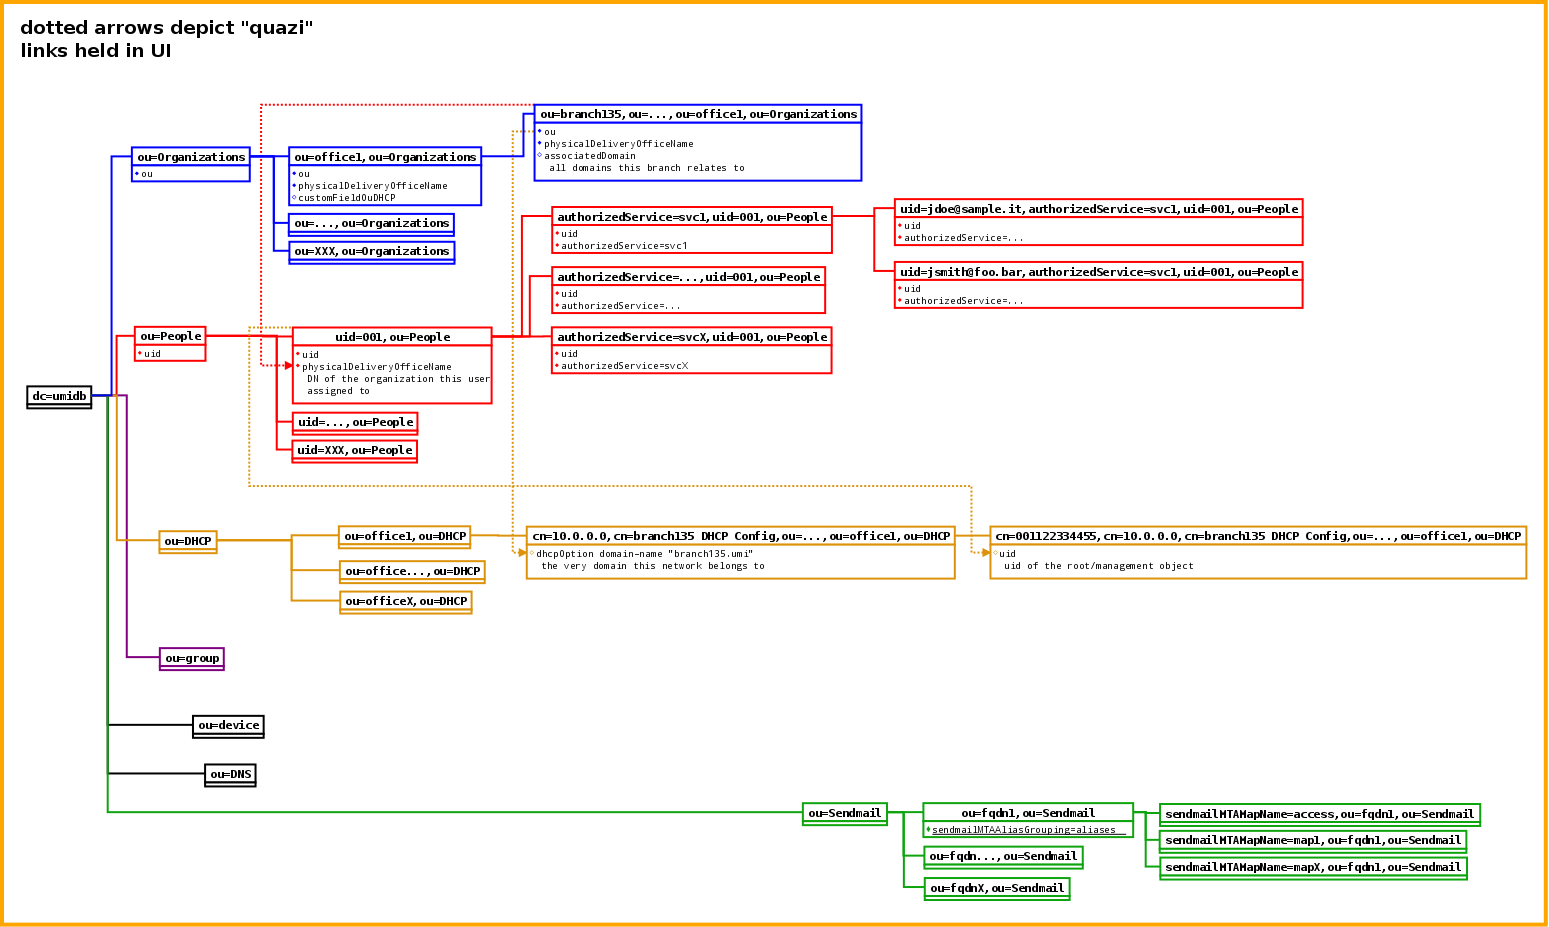 dotted arrows depict "quazi"
links held in UI
ou=branch135,ou=...,ou=office1,ou=Organizations
ou
physicalDeliveryOfficeName
associatedDomain
all domains this branch relates to
ou=Organizations
ou
ou=office1,ou=Organizations
ou
physicalDeliveryOfficeName
customFieldOuDHCP
ou=...,ou=Organizations
ou=XXX,ou=Organizations
authorizedService=svc1,uid=001,ou=People
uid
authorizedService=svc1
uid=jdoe@sample.it,authorizedService=svc1,uid=001,ou=People
uid
authorizedService=...
authorizedService=...,uid=001,ou=People
uid
authorizedService=...
uid=jsmith@foo.bar,authorizedService=svc1,uid=001,ou=People
uid
authorizedService=...
ou=People
uid
uid=001,ou=People
uid
physicalDeliveryOfficeName
DN of the organization this user
assigned to
authorizedService=svcX,uid=001,ou=People
uid
authorizedService=svcX
dc=umidb
uid=...,ou=People
uid=XXX,ou=People
ou=DHCP
ou=office1,ou=DHCP
cn=10.0.0.0,cn=branch135 DHCP Config,ou=...,ou=office1,ou=DHCP
dhcpOption domain-name "branch135.umi"
the very domain this network belongs to
cn=001122334455,cn=10.0.0.0,cn=branch135 DHCP Config,ou=...,ou=office1,ou=DHCP
uid
uid of the root/management object
ou=office...,ou=DHCP
ou=officeX,ou=DHCP
ou=group
ou=device
ou=DNS
ou=Sendmail
ou=fqdn1,ou=Sendmail
sendmailMTAAliasGrouping=aliases
sendmailMTAMapName=access,ou=fqdn1,ou=Sendmail
sendmailMTAMapName=map1,ou=fqdn1,ou=Sendmail
sendmailMTAMapName=mapX,ou=fqdn1,ou=Sendmail
ou=fqdn...,ou=Sendmail
ou=fqdnX,ou=Sendmail